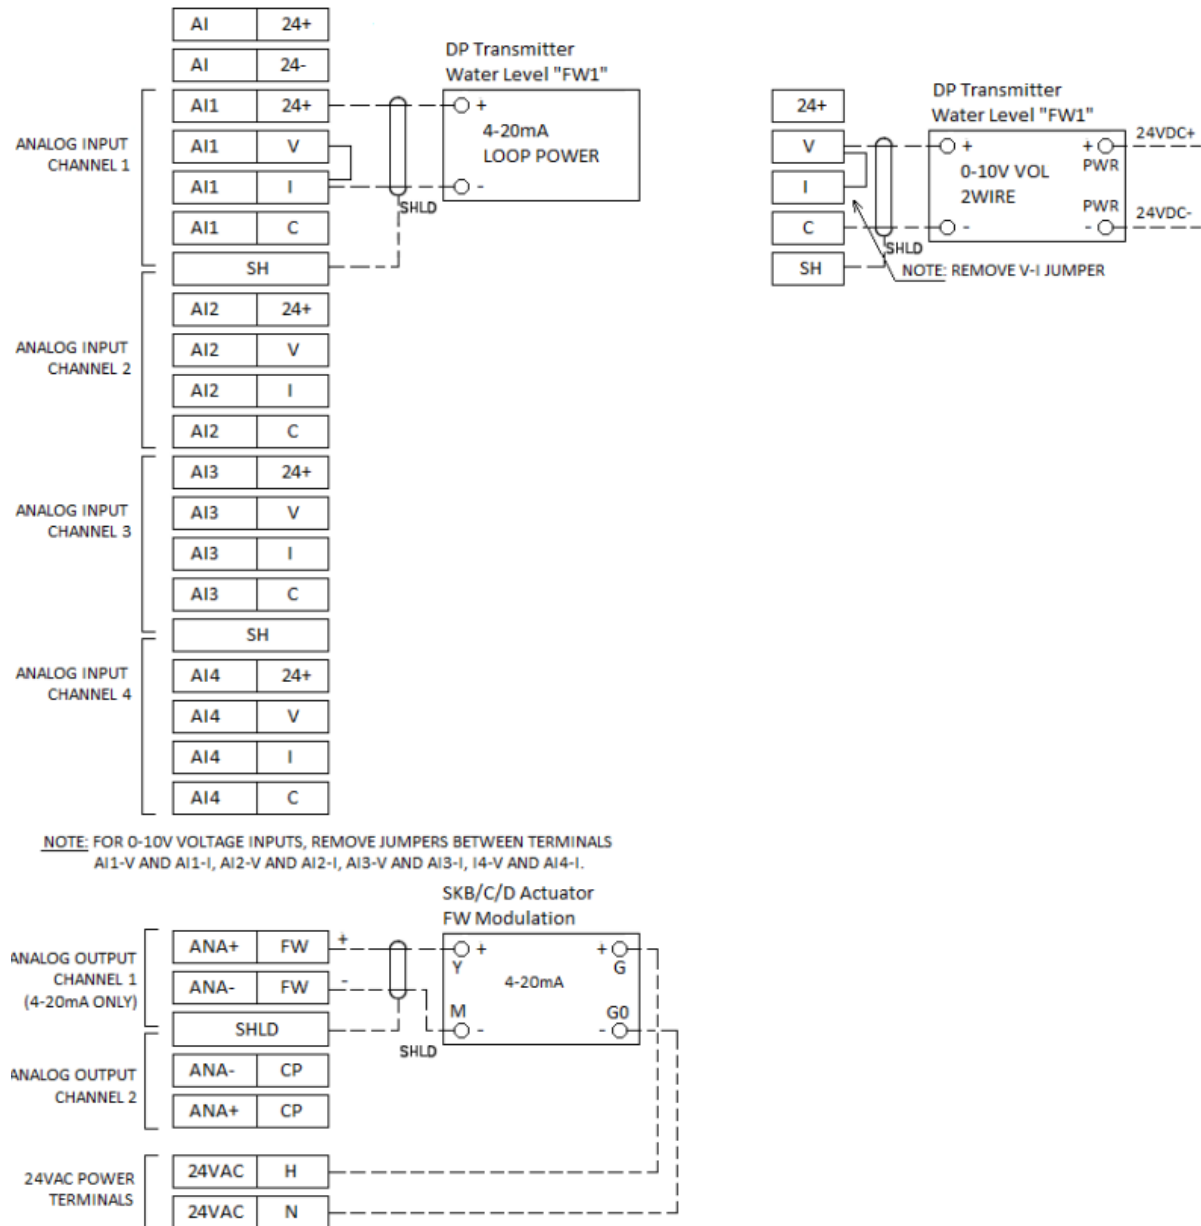 AI 24+
AI 24-
ANALOG INPUT
CHANNEL 1
AI1 24+
AI1 V
AI1 I
AI1 C
SH
DP Transmitter
Water Level "FW1"
+
4-20mA
LOOP POWER
-
SHLD
24+
V
I
C
SH
DP Transmitter
Water Level "FW1"
+ +
PWR
0-10V VOL
2WIRE
PWR
- -
24VDC+
24VDC-
SHLD
NOTE: REMOVE V-I JUMPER
ANALOG INPUT
CHANNEL 2
AI2 24+
AI2 V
AI2 I
AI2 C
ANALOG INPUT
CHANNEL 3
AI3 24+
AI3 V
AI3 I
AI3 C
SH
ANALOG INPUT
CHANNEL 4
AI4 24+
AI4 V
AI4 I
AI4 C
NOTE: FOR 0-10V VOLTAGE INPUTS, REMOVE JUMPERS BETWEEN TERMINALS
AI1-V AND AI1-I, AI2-V AND AI2-I, AI3-V AND AI3-I, I4-V AND AI4-I.
SKB/C/D Actuator
FW Modulation
ANALOG OUTPUT
CHANNEL 1
(4-20mA ONLY)
ANA+ FW +
ANA- FW -
SHLD
+ +
Y G
4-20mA
M G0
- -
SHLD
ANALOG OUTPUT
CHANNEL 2
ANA- CP
ANA+ CP
24VAC POWER
TERMINALS
24VAC H
24VAC N